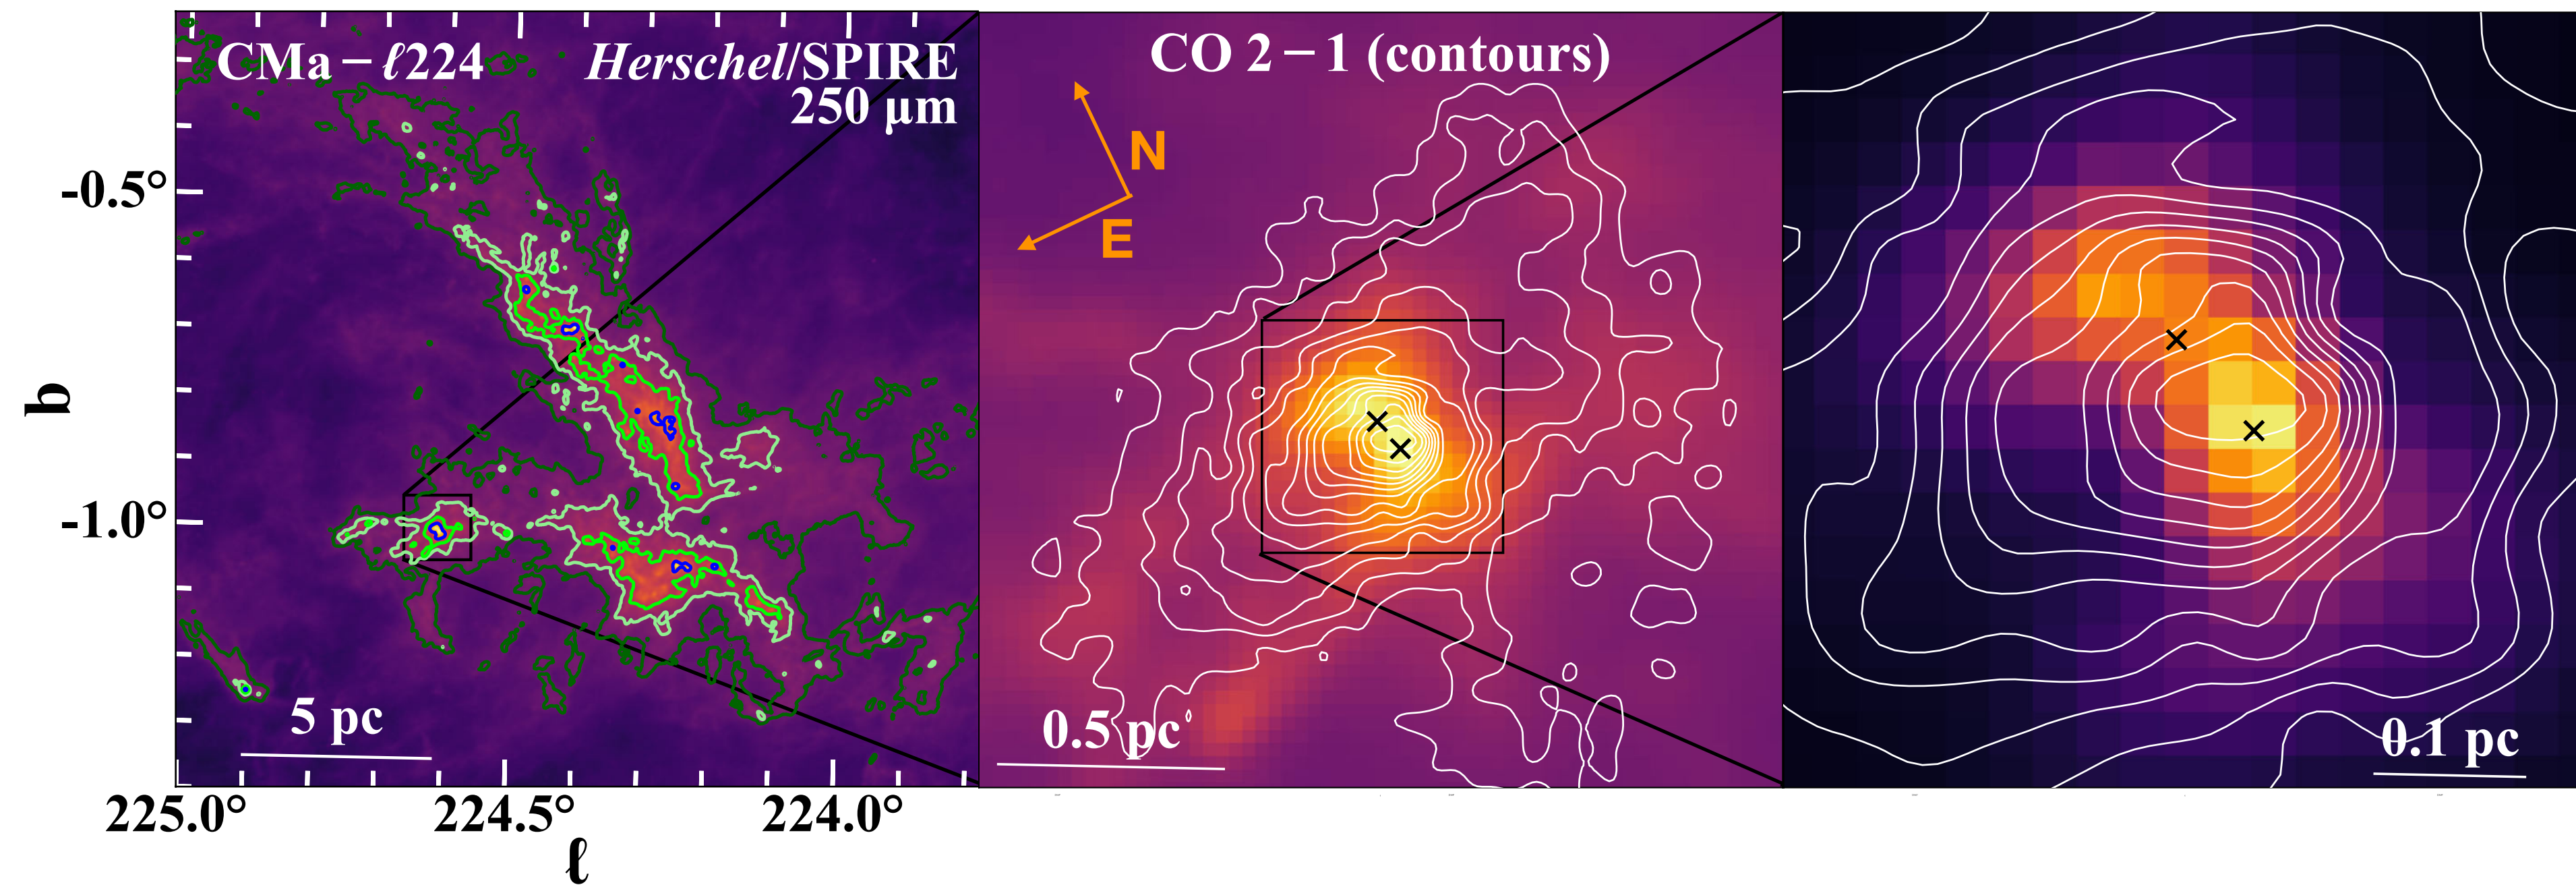 CMa – ℓ224 Herschel/SPIRE
250 µm
CO 2 – 1 (contours)
N
E
-0.5°
b
-1.0°
5 pc
0.5 pc
0.1 pc
225.0° 224.5° 224.0°
ℓ